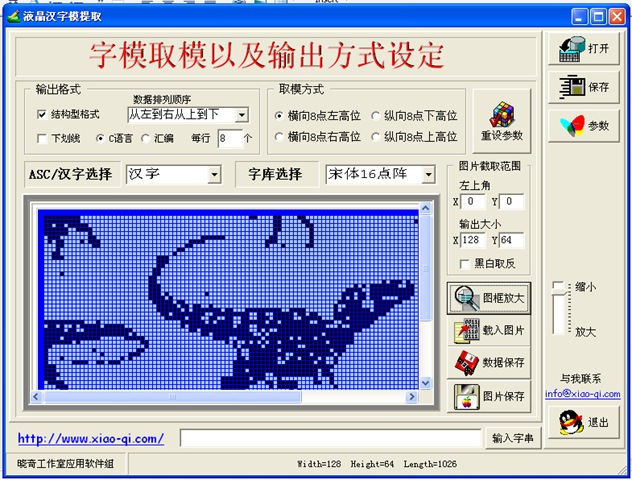 液晶汉字模提取
字模取模以及输出方式设定
打开
保存
参数
输出格式
数据排列顺序
结构型格式
从左到右从上到下
下划线 C语言 汇编 每行 8 个
取模方式
横向8点左高位 纵向8点下高位
横向8点右高位 纵向8点上高位
重设参数
ASC/汉字选择 汉字 字库选择 宋体16点阵
图片截取范围
左上角
X 0 Y 0
输出大小
X 128 Y 64
黑白取反
图框放大
载入图片
数据保存
图片保存
缩小
放大
与我联系
info@xiao-qi.com
退出
http://www.xiao-qi.com/ 输入字串
晓奇工作室应用软件组 Width=128 Height=64 Length=1026